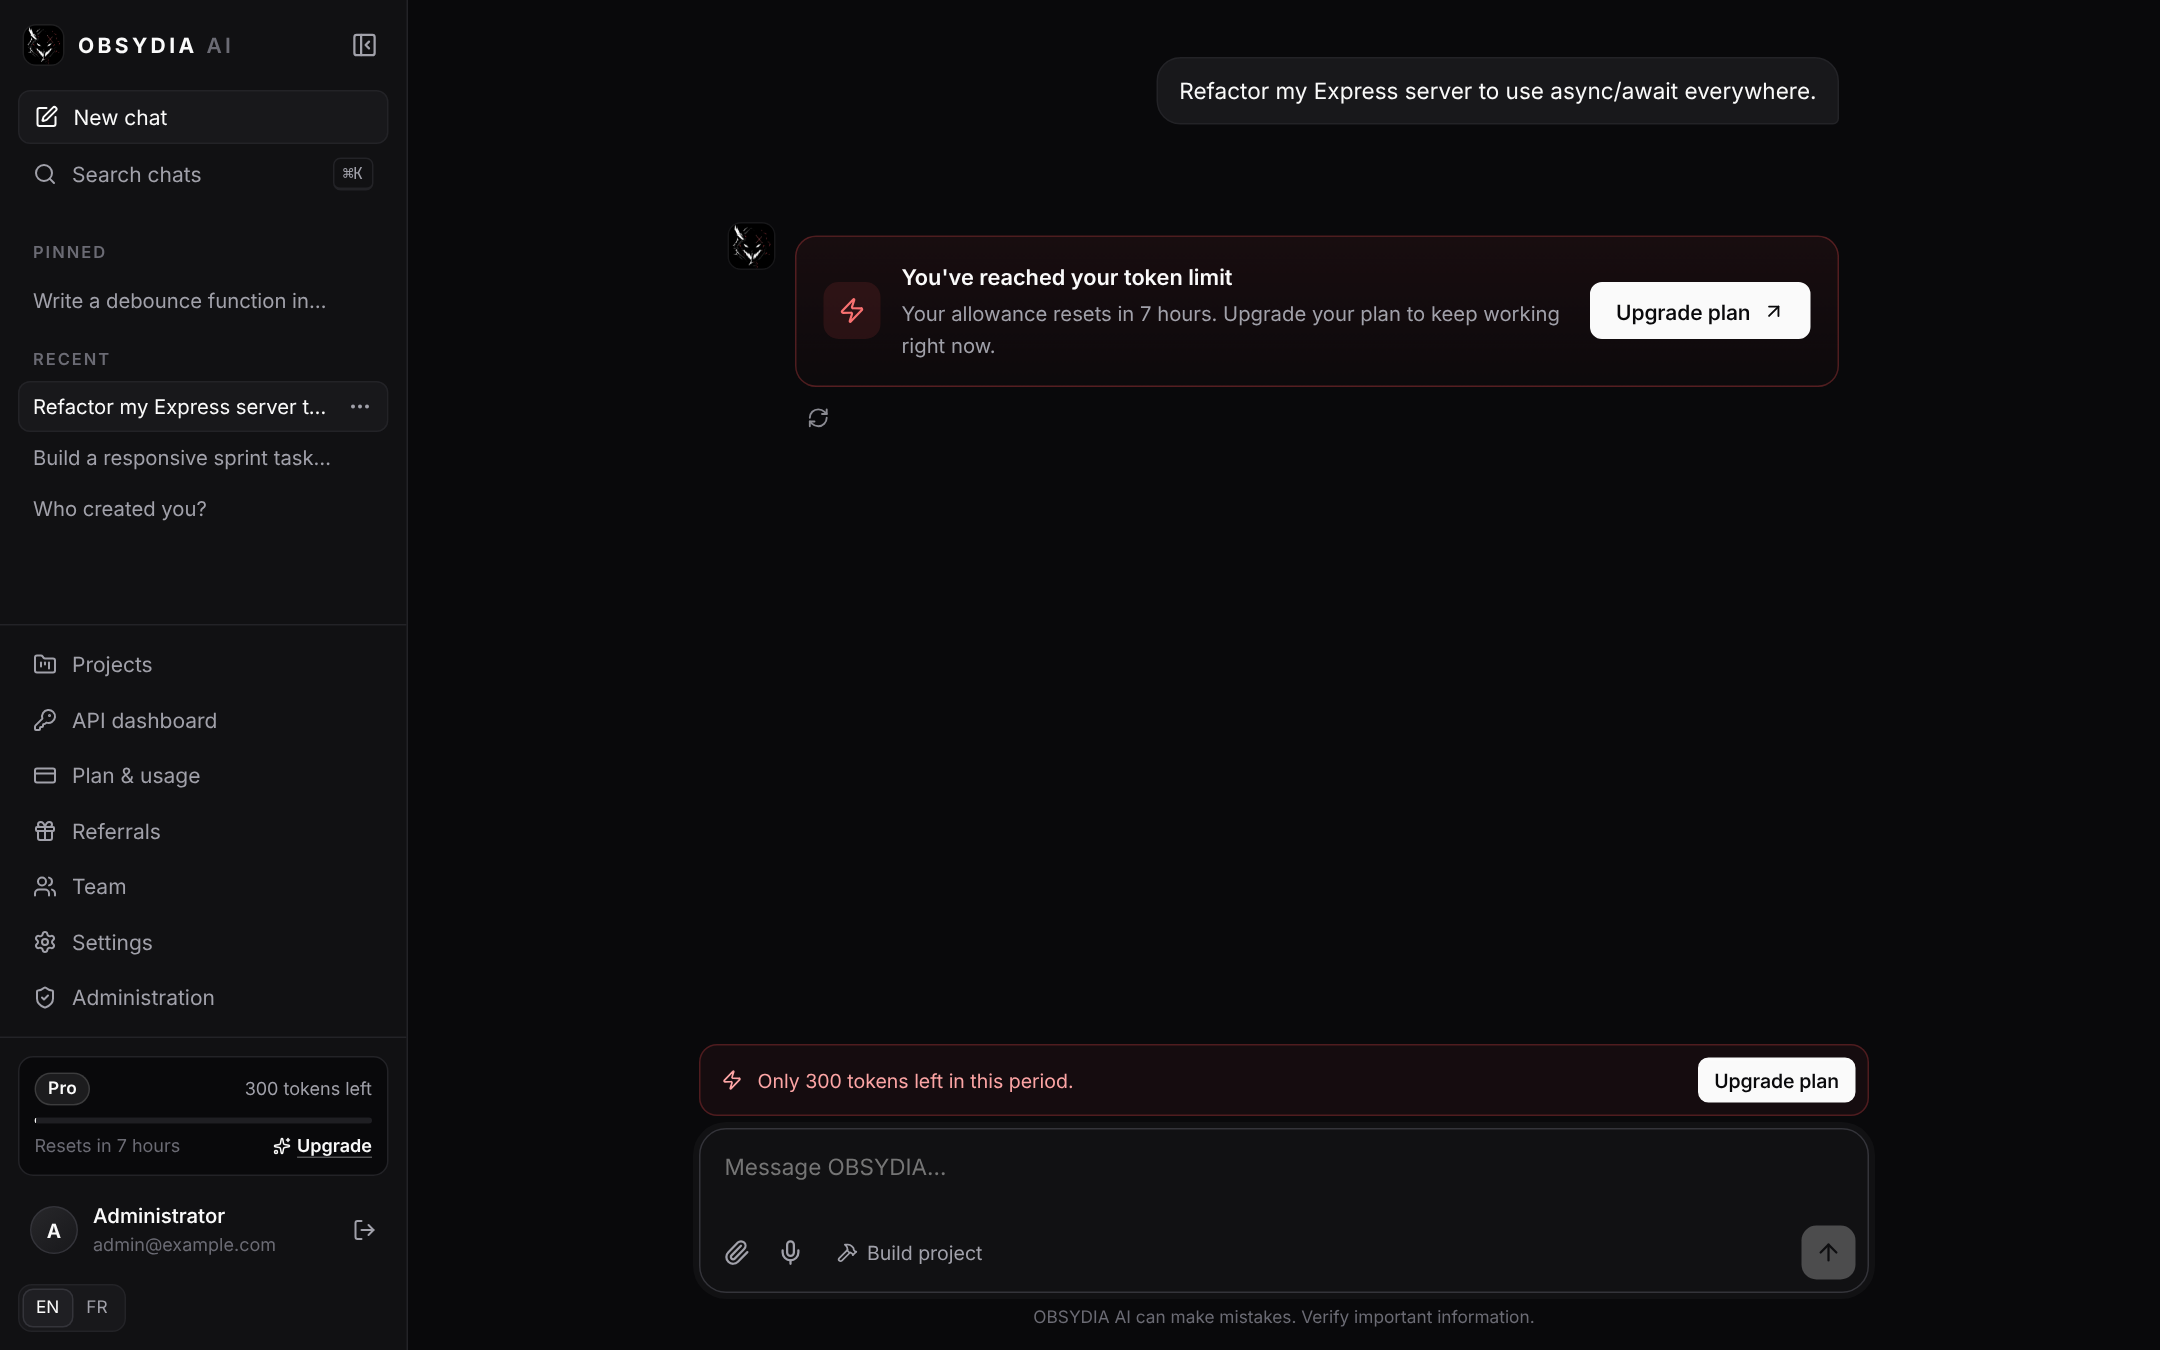 OBSYDIA AI
New chat
Search chats
⌘K
PINNED
Write a debounce function in...
RECENT
Refactor my Express server t...
Build a responsive sprint task...
Who created you?
Projects
API dashboard
Plan & usage
Referrals
Team
Settings
Administration
Pro
300 tokens left
Resets in 7 hours
Upgrade
A
Administrator
admin@example.com
EN
FR
Refactor my Express server to use async/await everywhere.
You've reached your token limit
Your allowance resets in 7 hours. Upgrade your plan to keep working
right now.
Upgrade plan
Only 300 tokens left in this period.
Upgrade plan
Message OBSYDIA...
Build project
OBSYDIA AI can make mistakes. Verify important information.